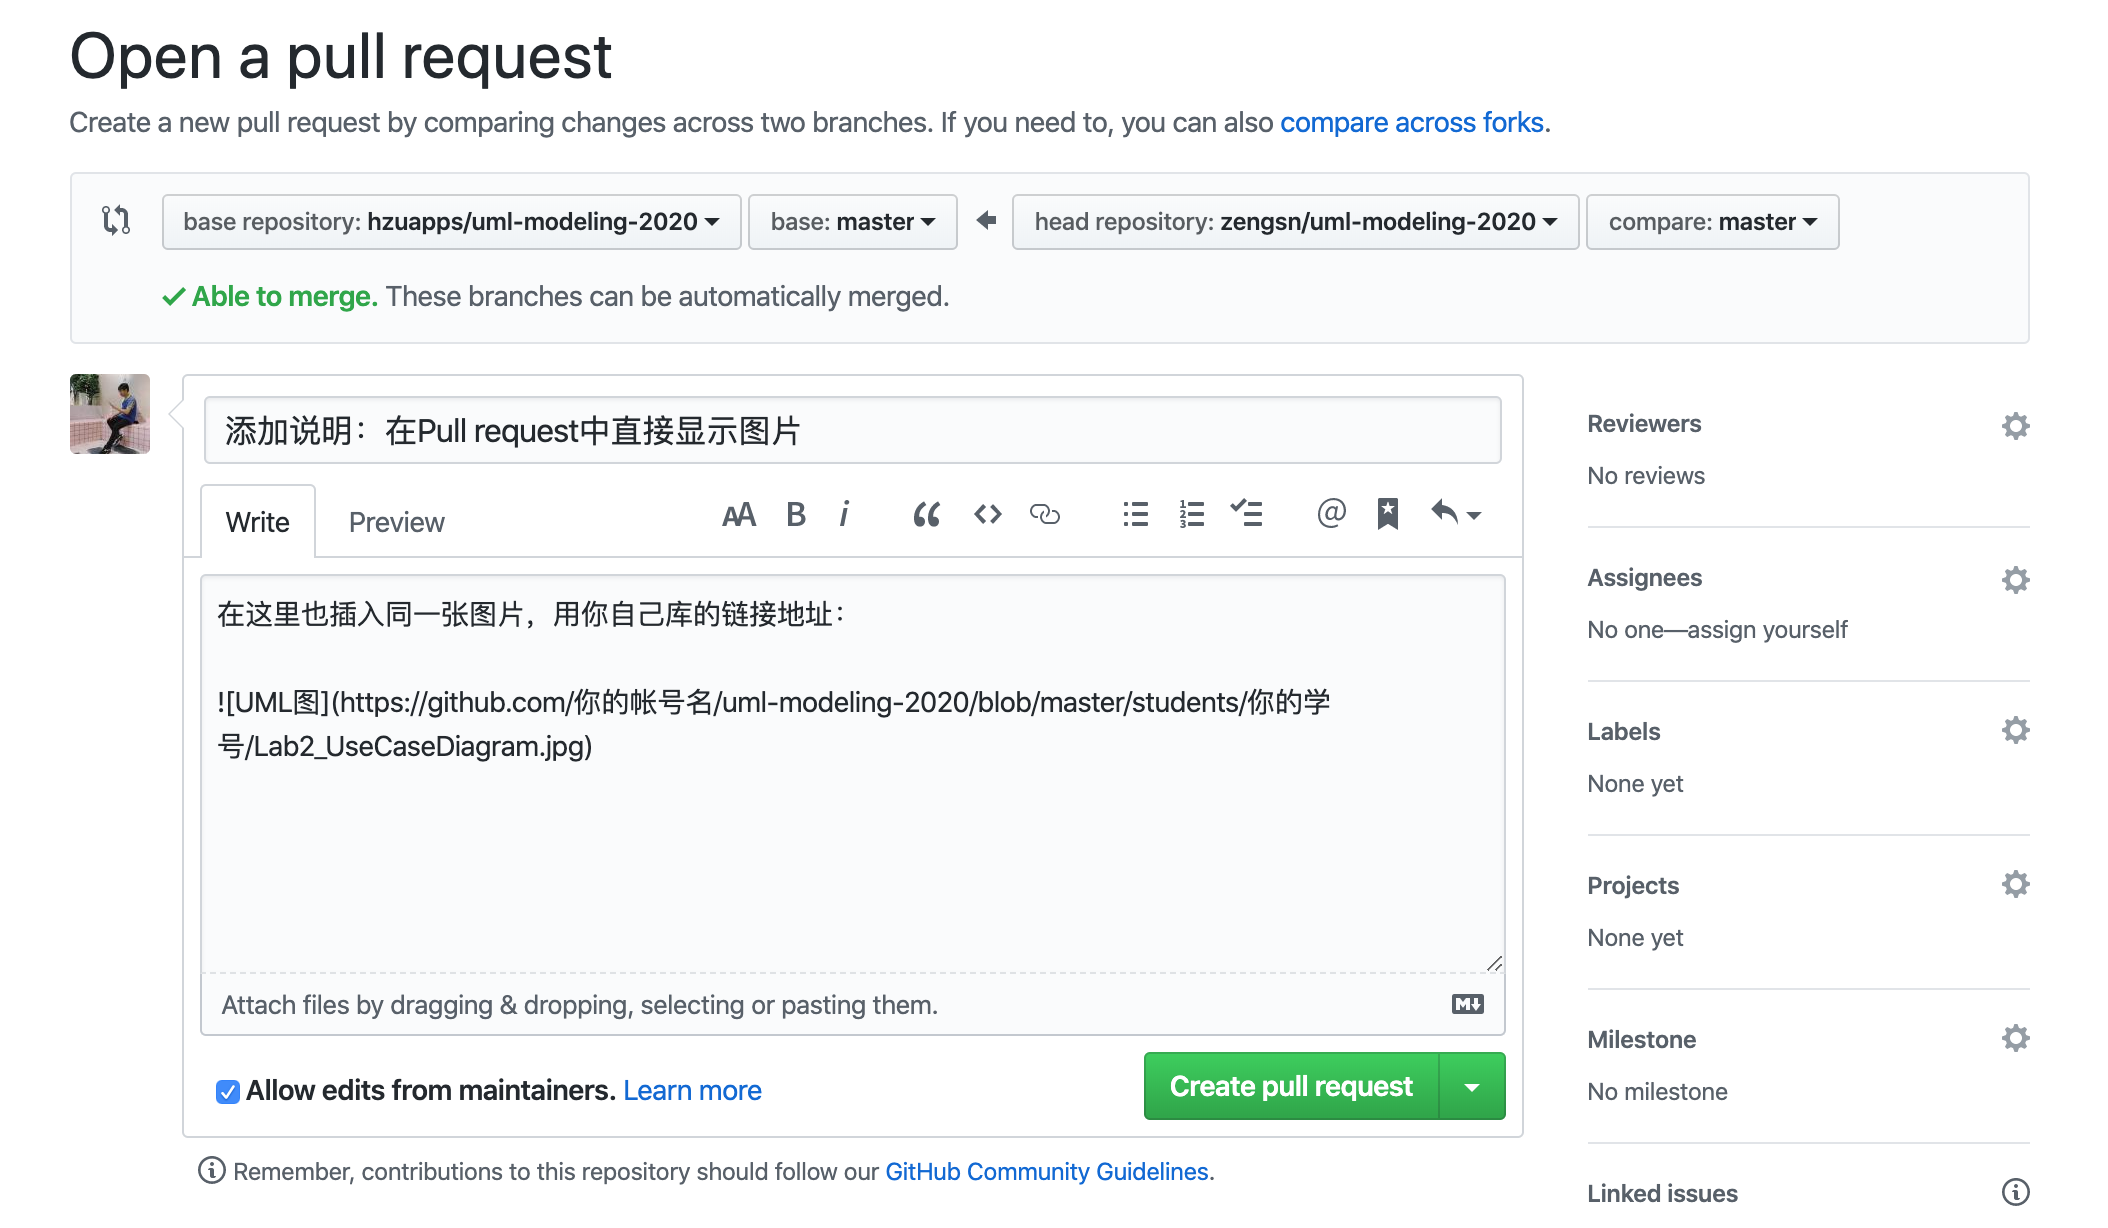 Open a pull request
Create a new pull request by comparing changes across two branches. If you need to, you can also compare across forks.
base repository: hzuapps/uml-modeling-2020 base: master head repository: zengsn/uml-modeling-2020 compare: master
Able to merge. These branches can be automatically merged.
添加说明：在Pull request中直接显示图片
Write Preview
在这里也插入同一张图片，用你自己库的链接地址：
![UML图](https://github.com/你的帐号名/uml-modeling-2020/blob/master/students/你的学
号/Lab2_UseCaseDiagram.jpg)
Attach files by dragging & dropping, selecting or pasting them.
Allow edits from maintainers. Learn more
Create pull request
Remember, contributions to this repository should follow our GitHub Community Guidelines.
Reviewers
No reviews
Assignees
No one—assign yourself
Labels
None yet
Projects
None yet
Milestone
No milestone
Linked issues